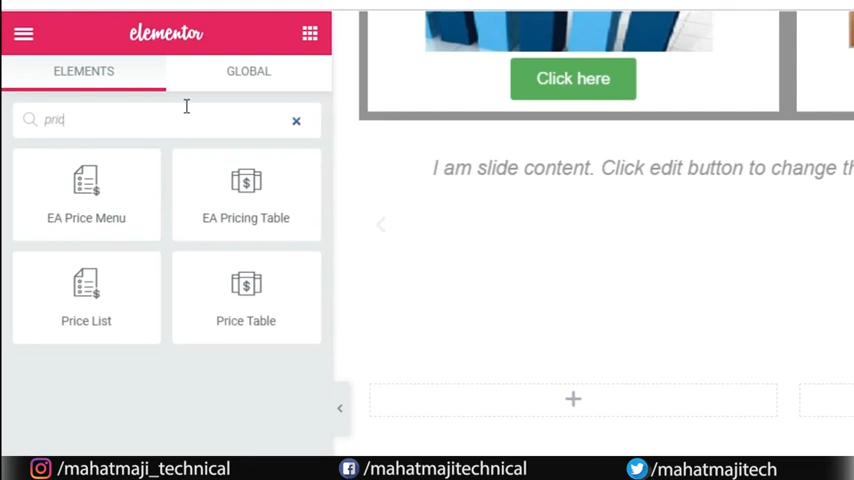 elementor
ELEMENTS
GLOBAL
pric
EA Price Menu
EA Pricing Table
Price List
Price Table
Click here
I am slide content. Click edit button to change th
/mahatmaji_technical
/mahatmajitechnical
/mahatmajitech